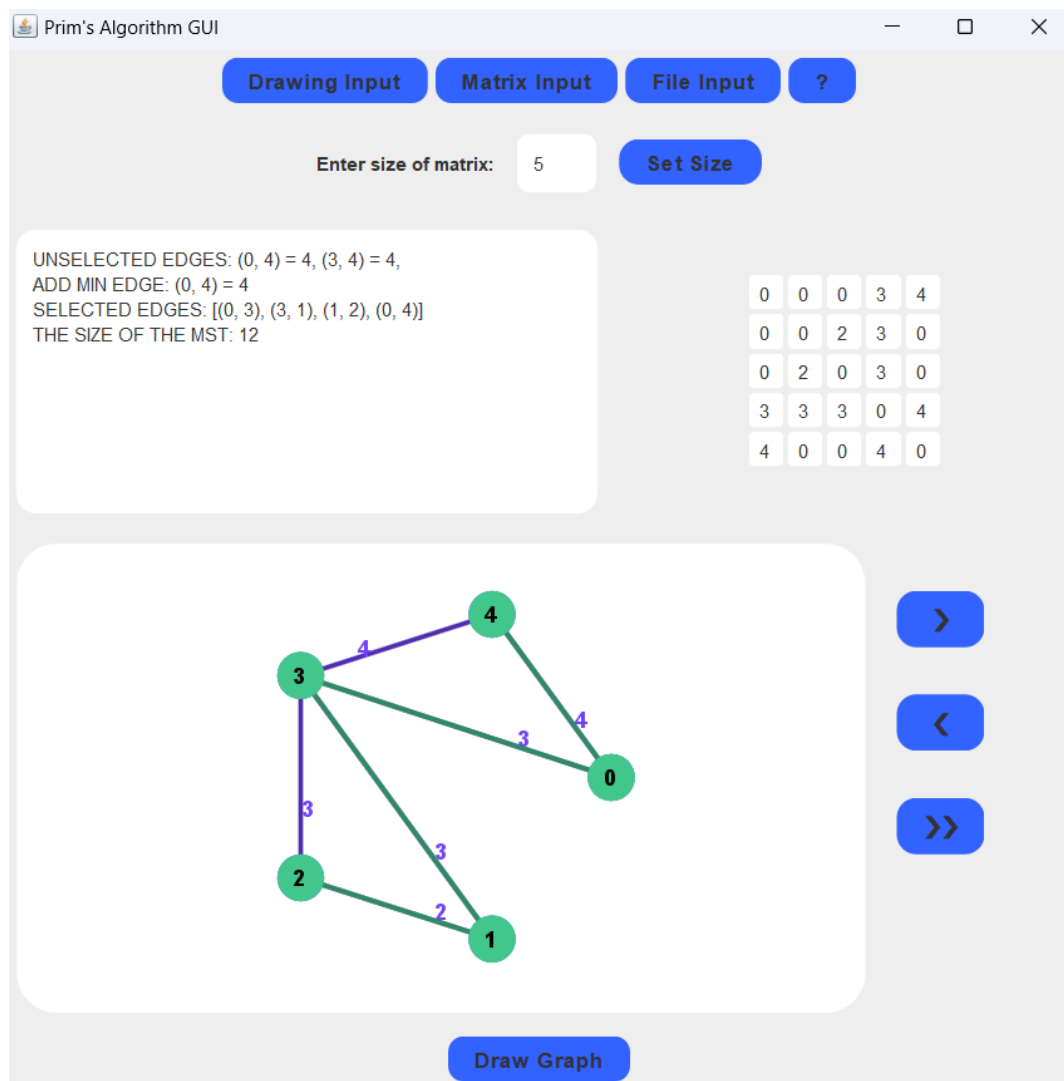 Prim's Algorithm GUI
Drawing Input Matrix Input File Input ?
Enter size of matrix: 5 Set Size
UNSELECTED EDGES: (0, 4) = 4, (3, 4) = 4,
ADD MIN EDGE: (0, 4) = 4
SELECTED EDGES: [(0, 3), (3, 1), (1, 2), (0, 4)]
THE SIZE OF THE MST: 12
0 0 0 3 4
0 0 2 3 0
0 2 0 3 0
3 3 3 0 4
4 0 0 4 0
4
4
3
4
3
0
3
3
2
2
1
❯
❮
❯❯
Draw Graph